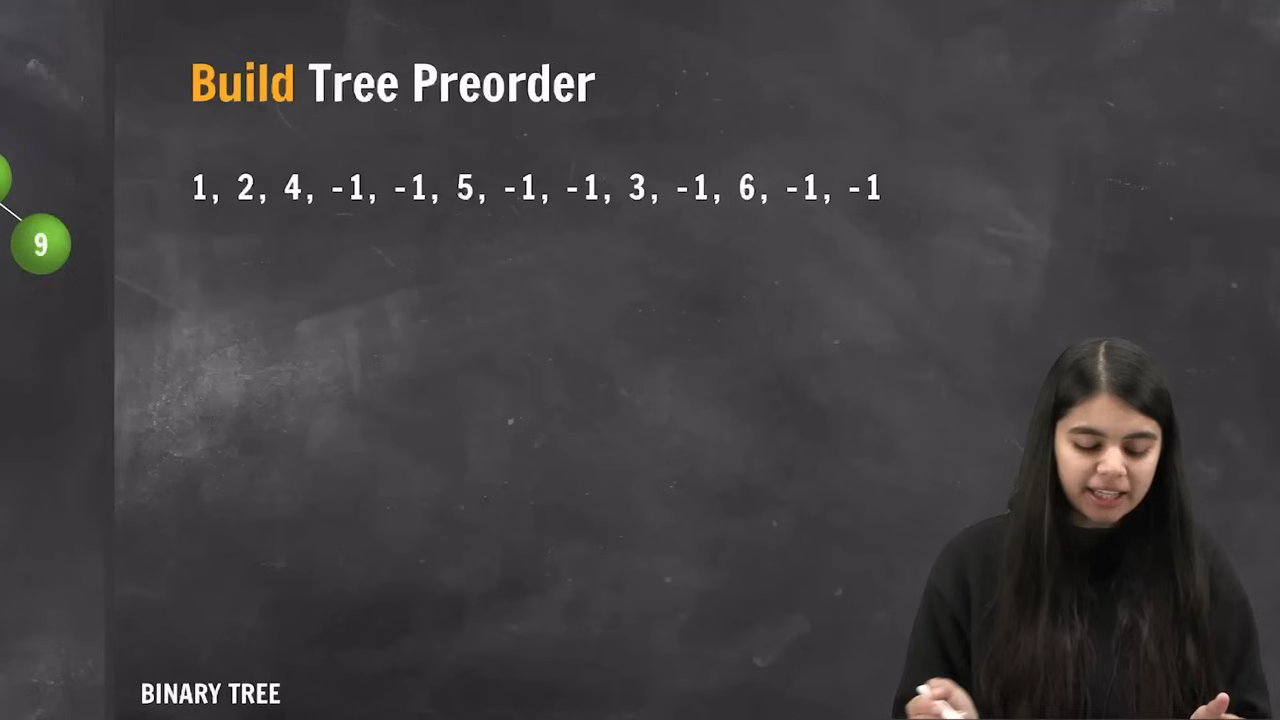 Build Tree Preorder
1, 2, 4, -1, -1, 5, -1, -1, 3, -1, 6, -1, -1
9
BINARY TREE